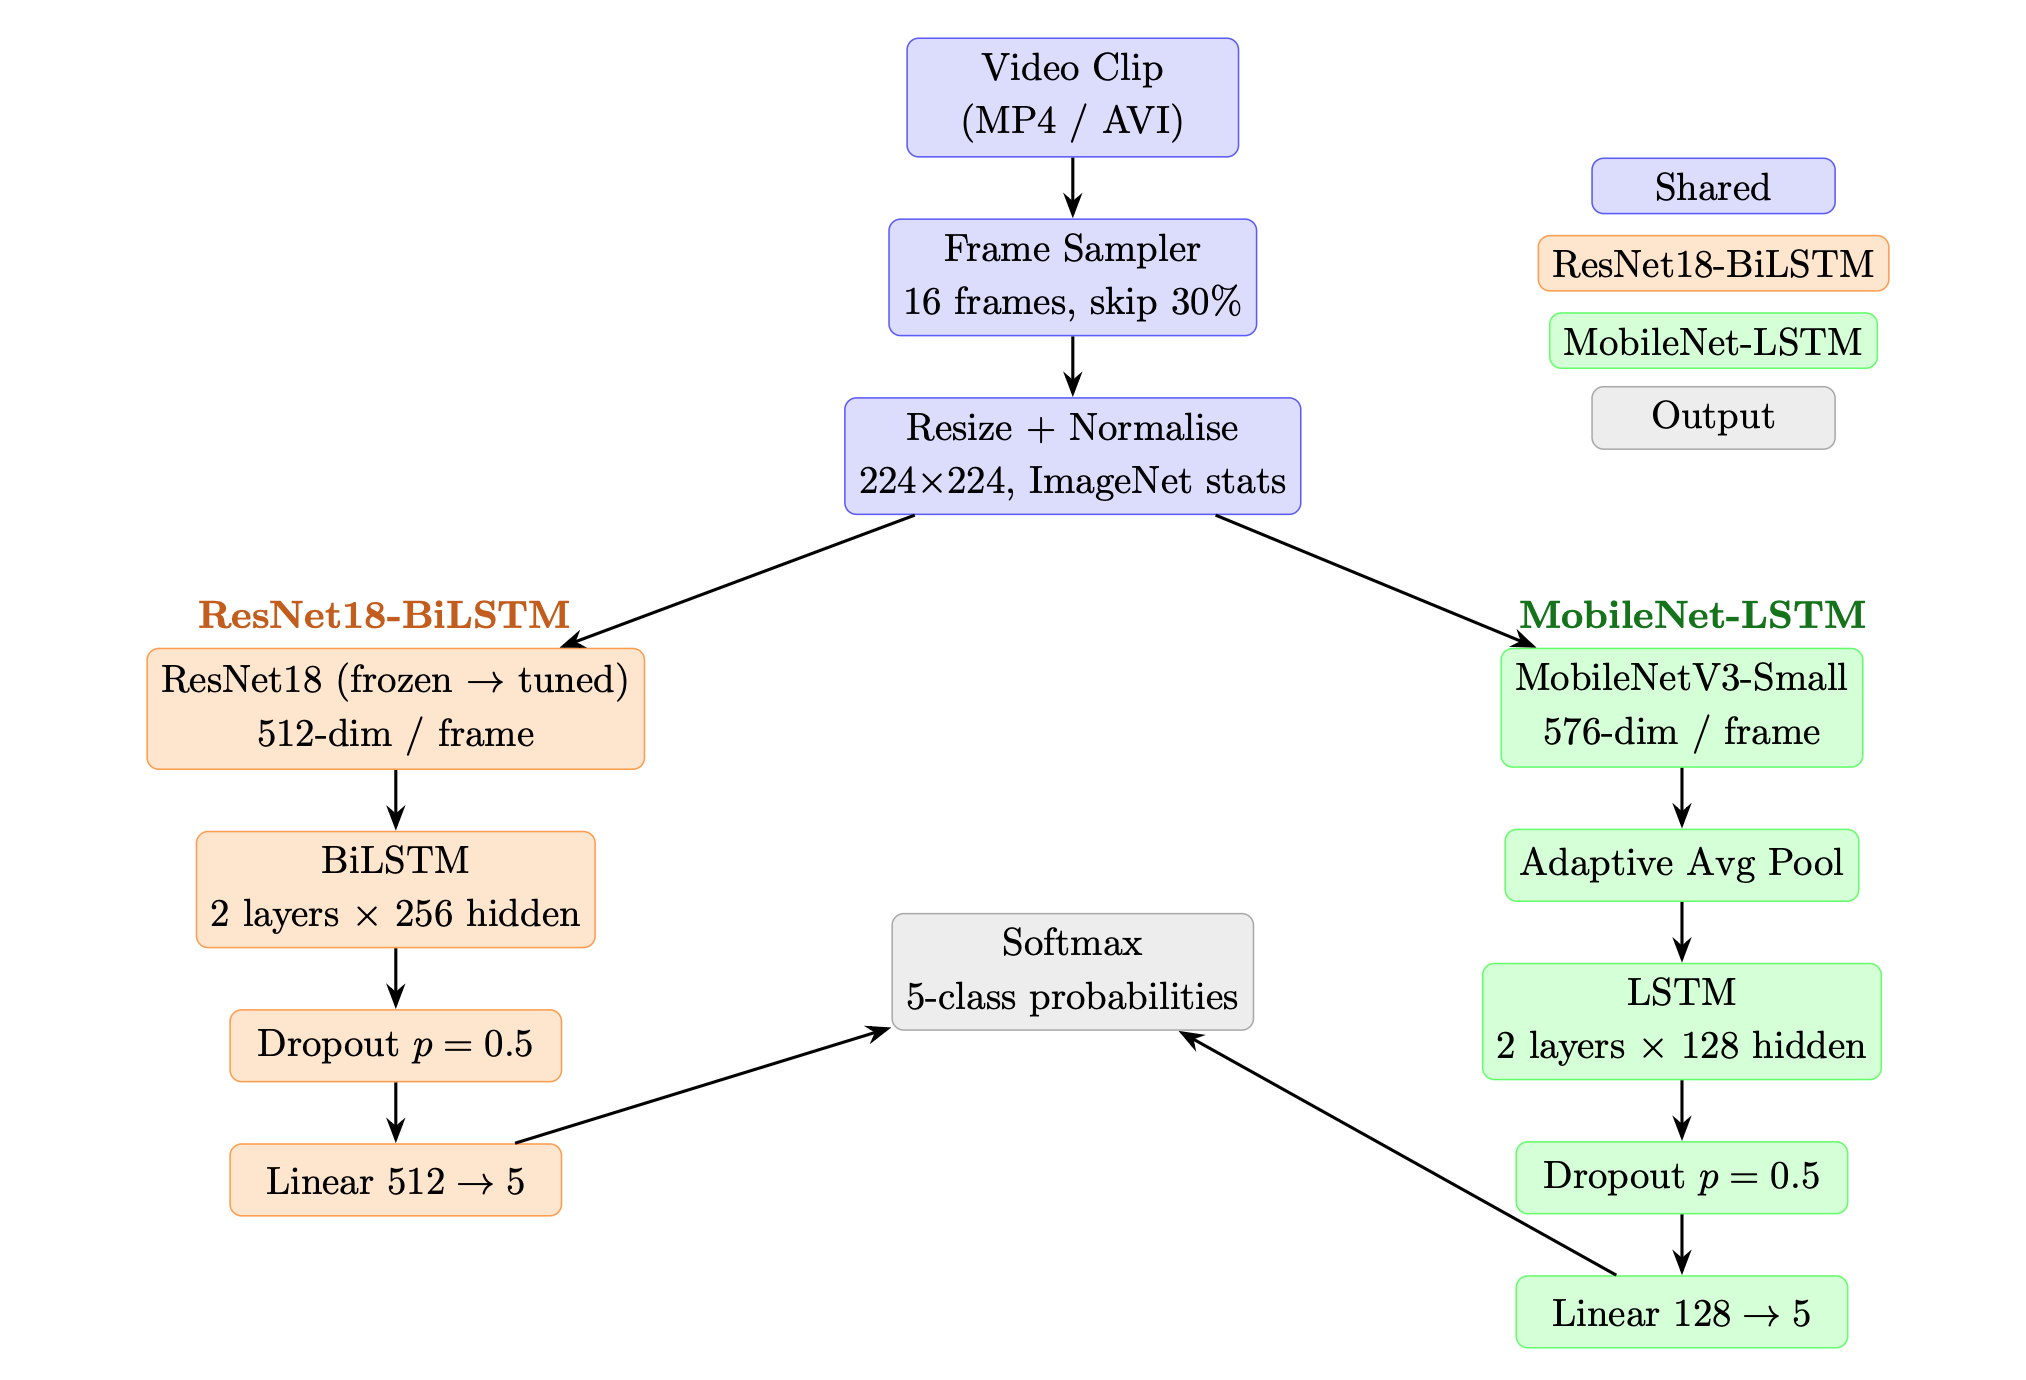 Video Clip
(MP4 / AVI)
Frame Sampler
16 frames, skip 30%
Resize + Normalise
224×224, ImageNet stats
Shared
ResNet18-BiLSTM
MobileNet-LSTM
Output
ResNet18-BiLSTM
ResNet18 (frozen → tuned)
512-dim / frame
BiLSTM
2 layers × 256 hidden
Dropout p = 0.5
Linear 512 → 5
Softmax
5-class probabilities
MobileNet-LSTM
MobileNetV3-Small
576-dim / frame
Adaptive Avg Pool
LSTM
2 layers × 128 hidden
Dropout p = 0.5
Linear 128 → 5